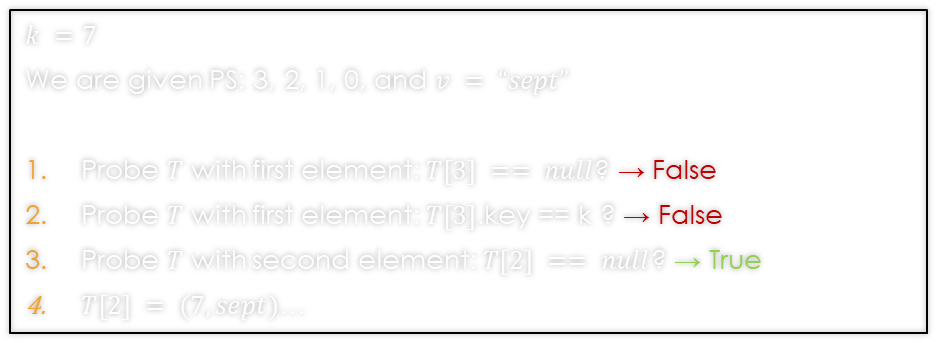 k = 7
We are given PS: 3, 2, 1, 0, and v = "sept"
1. Probe T with first element: T[3] == null? → False
2. Probe T with first element: T[3].key == k ? → False
3. Probe T with second element: T[2] == null? → True
4. T[2] = (7, sept)...